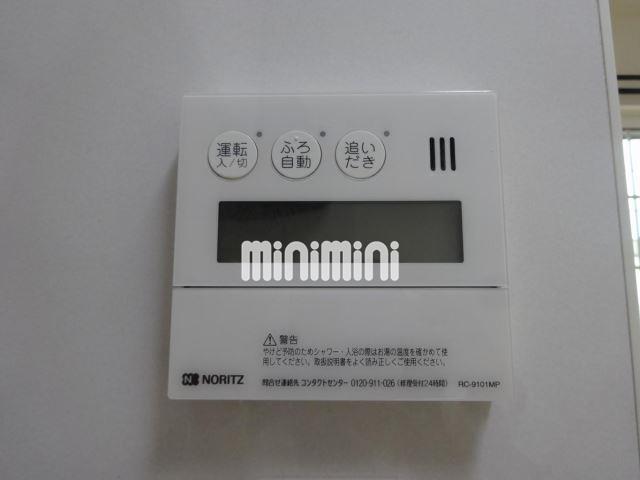 運転
入/切
ふろ
自動
追い
だき
minimini
警告
やけど予防のためシャワー・入浴の際はお湯の温度を確かめて使
用してください。取扱説明書をよく読み正しくご使用ください。
NORITZ 問合せ連絡先 コンタクトセンター 0120-911-026 (修理受付24時間) RC-9101MP